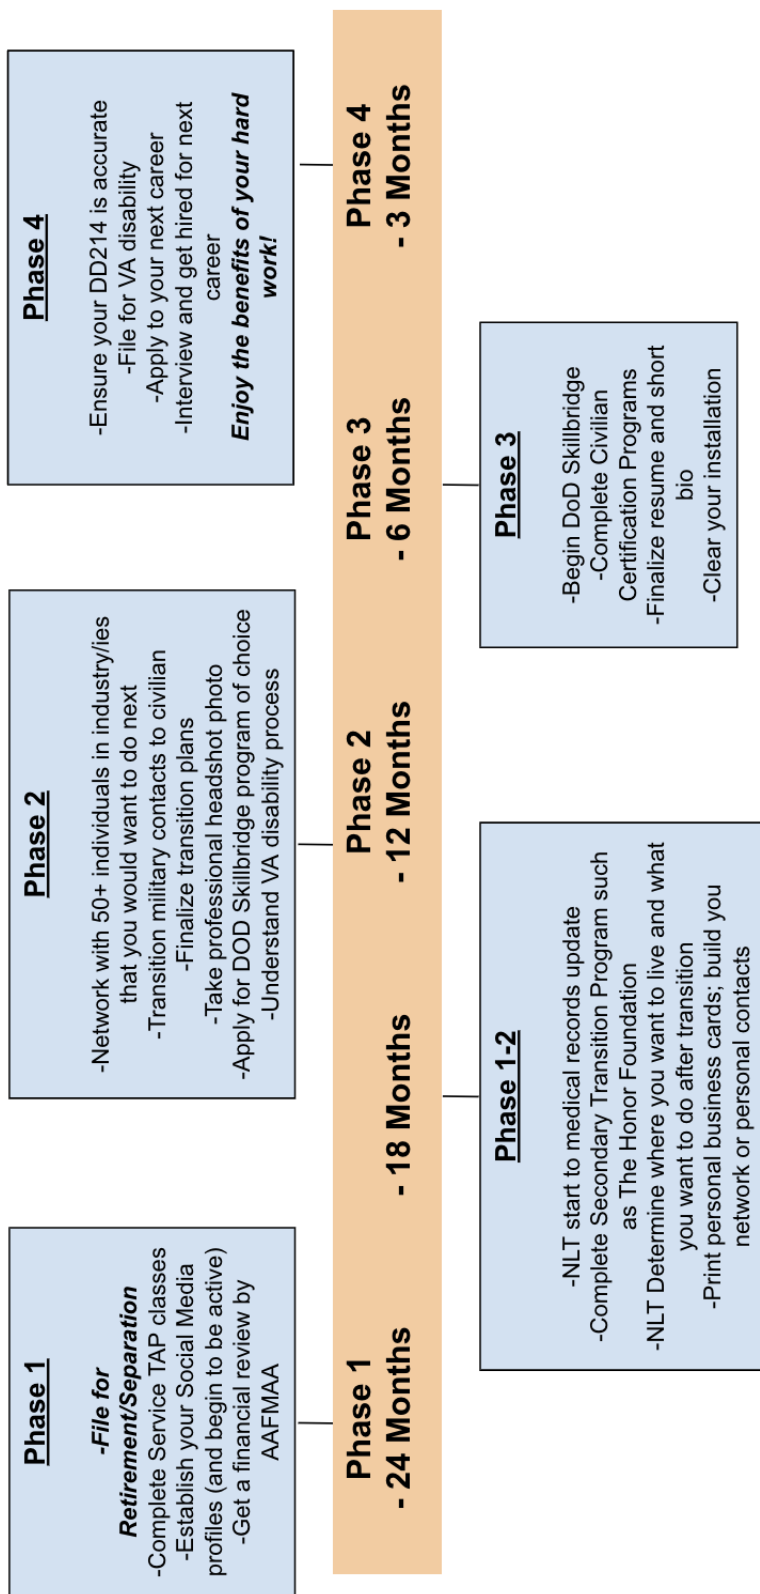 Phase 1
-File for
Retirement/Separation
-Complete Service TAP classes
-Establish your Social Media
profiles (and begin to be active)
-Get a financial review by
AAFMAA
Phase 2
-Network with 50+ individuals in industry/ies
that you would want to do next
-Transition military contacts to civilian
-Finalize transition plans
-Take professional headshot photo
-Apply for DOD Skillbridge program of choice
-Understand VA disability process
Phase 4
-Ensure your DD214 is accurate
-File for VA disability
-Apply to your next career
-Interview and get hired for next
career
Enjoy the benefits of your hard
work!
Phase 1
- 24 Months
- 18 Months
Phase 2
- 12 Months
Phase 3
- 6 Months
Phase 4
- 3 Months
Phase 1-2
-NLT start to medical records update
-Complete Secondary Transition Program such
as The Honor Foundation
-NLT Determine where you want to live and what
you want to do after transition
-Print personal business cards; build you
network or personal contacts
Phase 3
-Begin DoD Skillbridge
-Complete Civilian
Certification Programs
-Finalize resume and short
bio
-Clear your installation